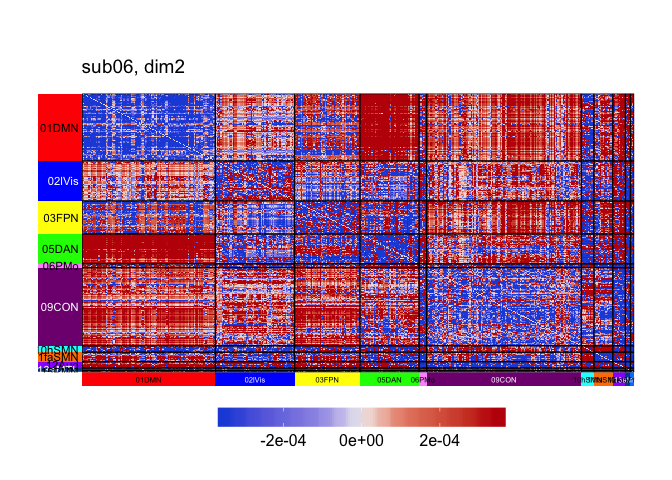 sub06, dim2
01DMN
02lVis
03FPN
05DAN
06PMo
09CON
01DMN
02lVis
03FPN
05DAN
06PMo
09CON
-2e-04
0e+00
2e-04